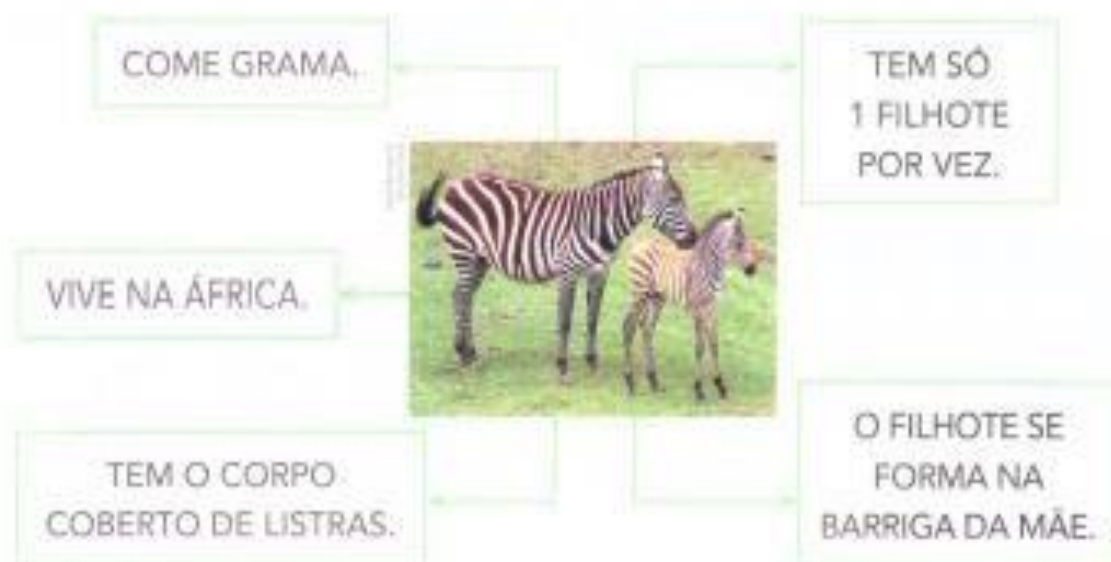 COME GRAMA.
TEM SÓ
1 FILHOTE
POR VEZ.
VIVE NA ÁFRICA.
TEM O CORPO
COBERTO DE LISTRAS.
O FILHOTE SE
FORMA NA
BARRIGA DA MÃE.